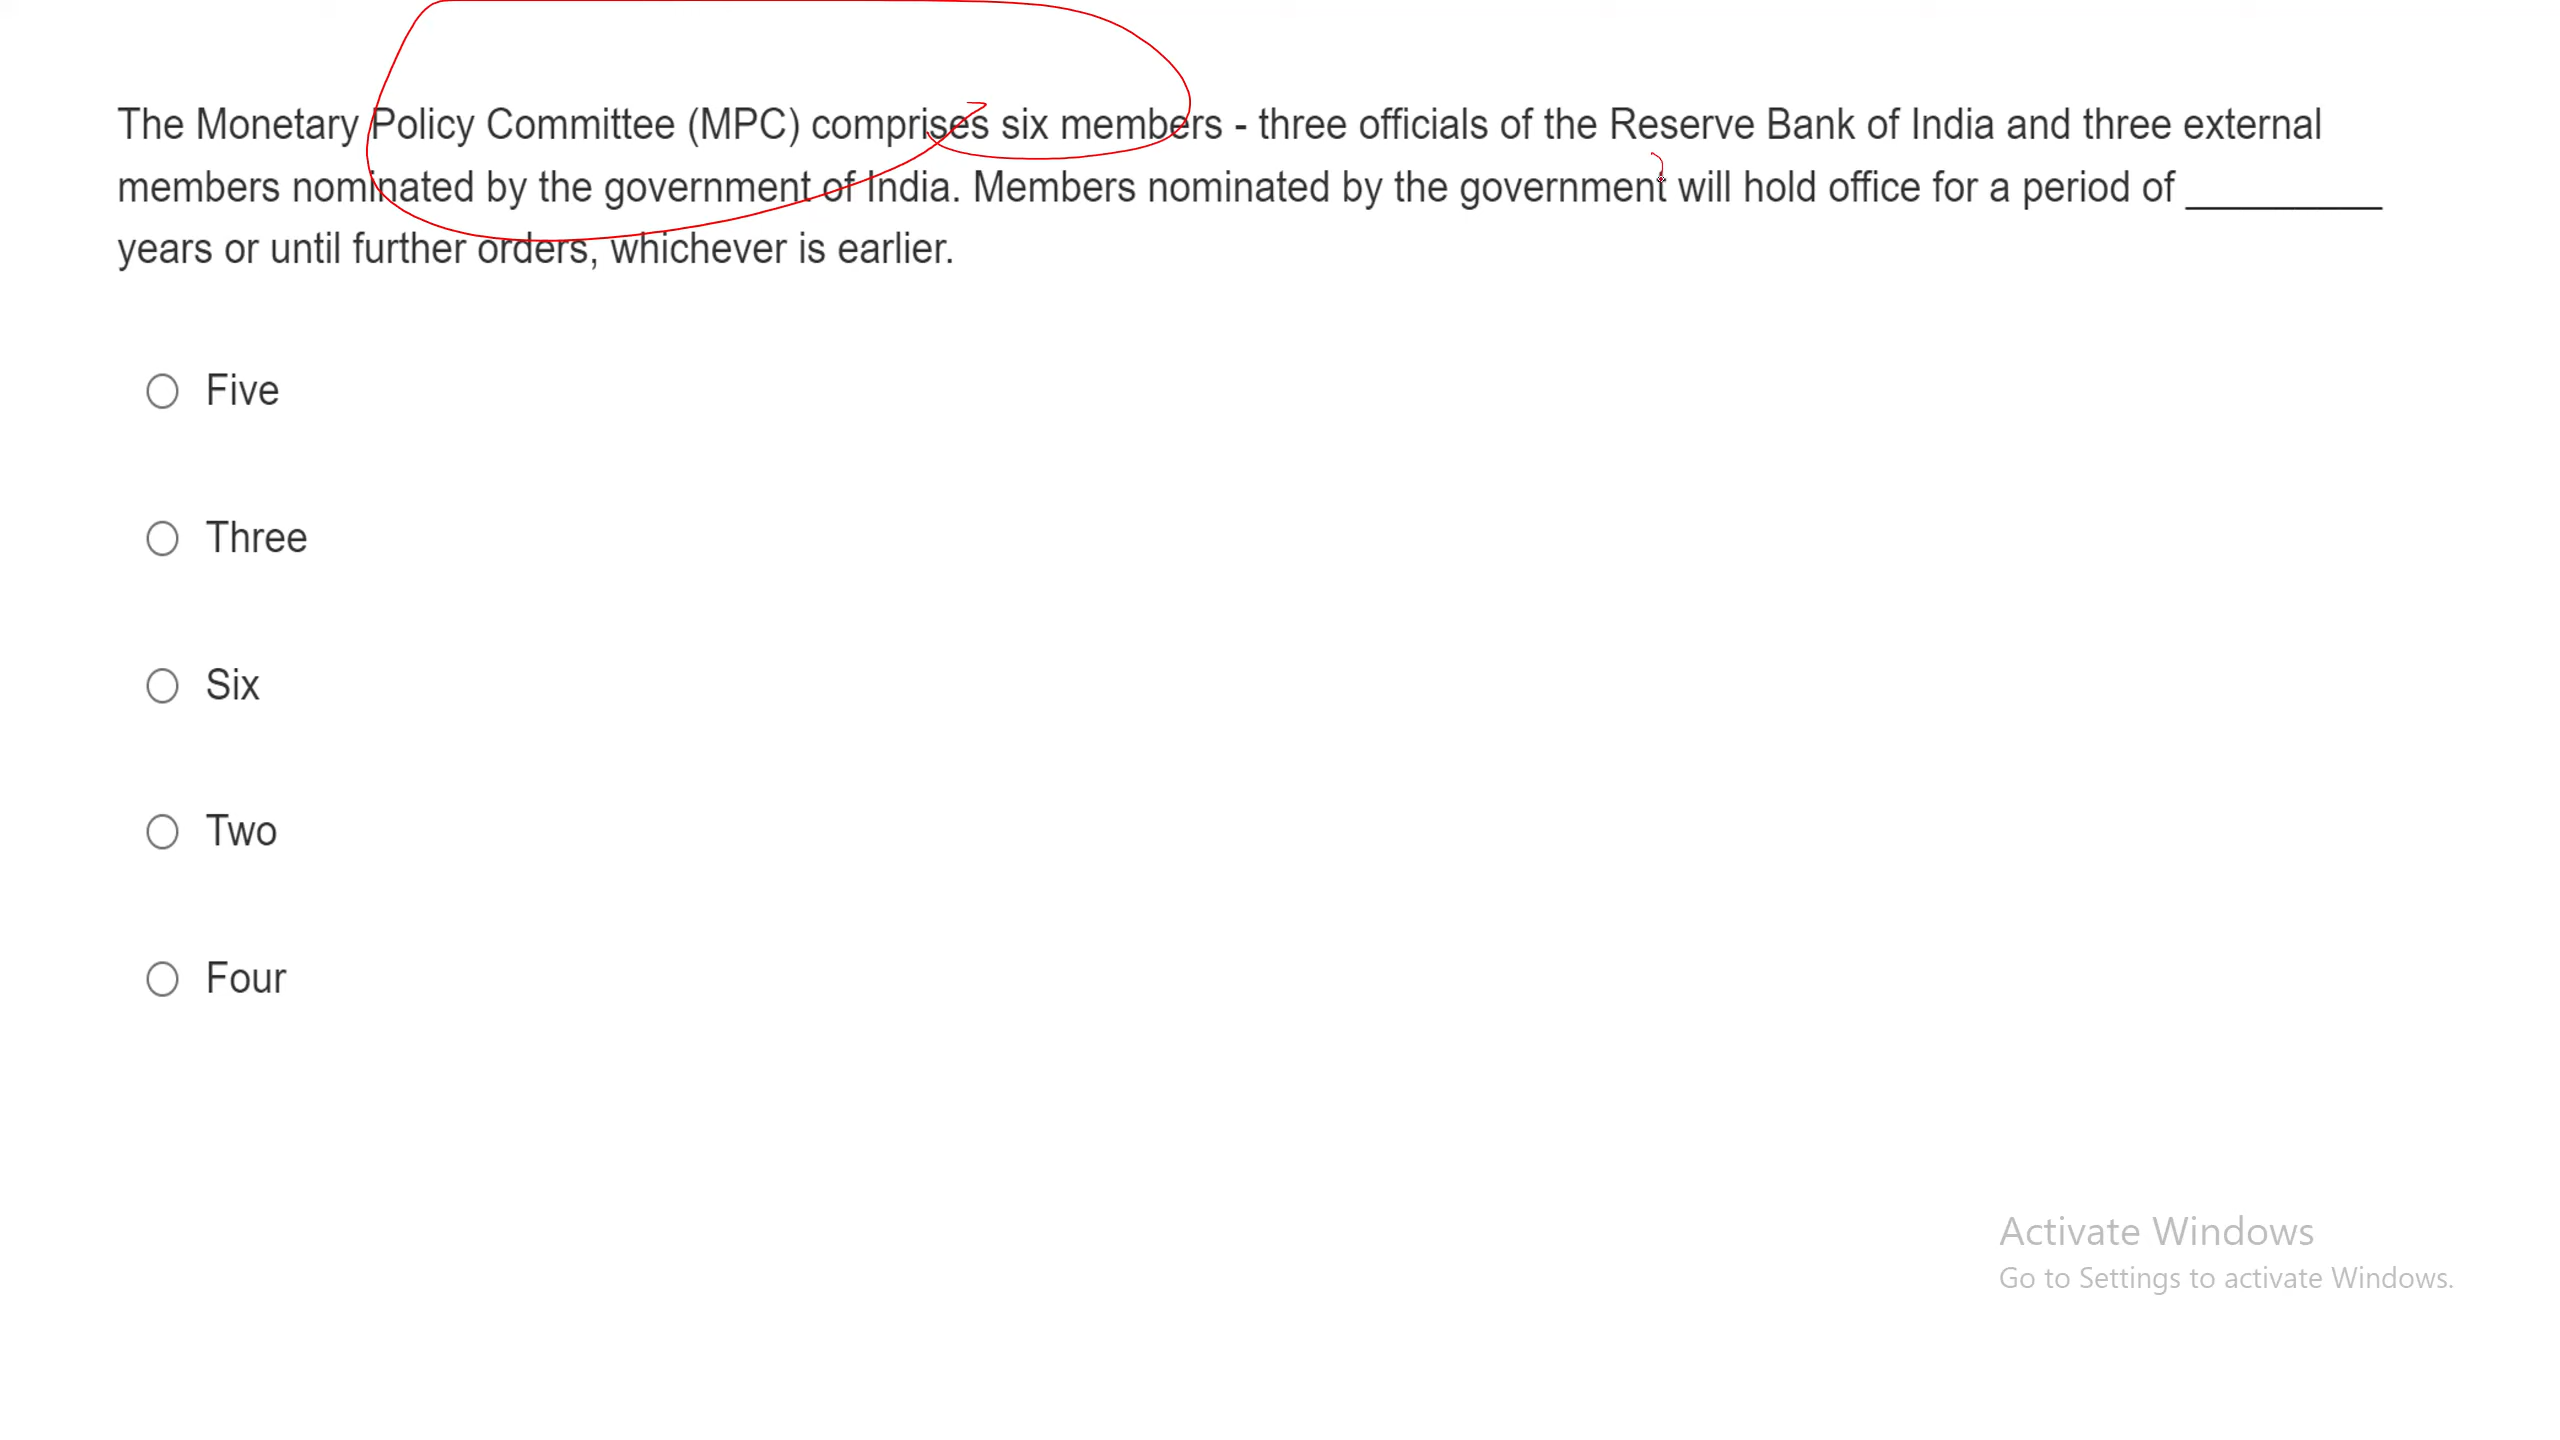 The Monetary Policy Committee (MPC) comprises six members - three officials of the Reserve Bank of India and three external
members nominated by the government of India. Members nominated by the government will hold office for a period of __________
years or until further orders, whichever is earlier.
Five
Three
Six
Two
Four
Activate Windows
Go to Settings to activate Windows.